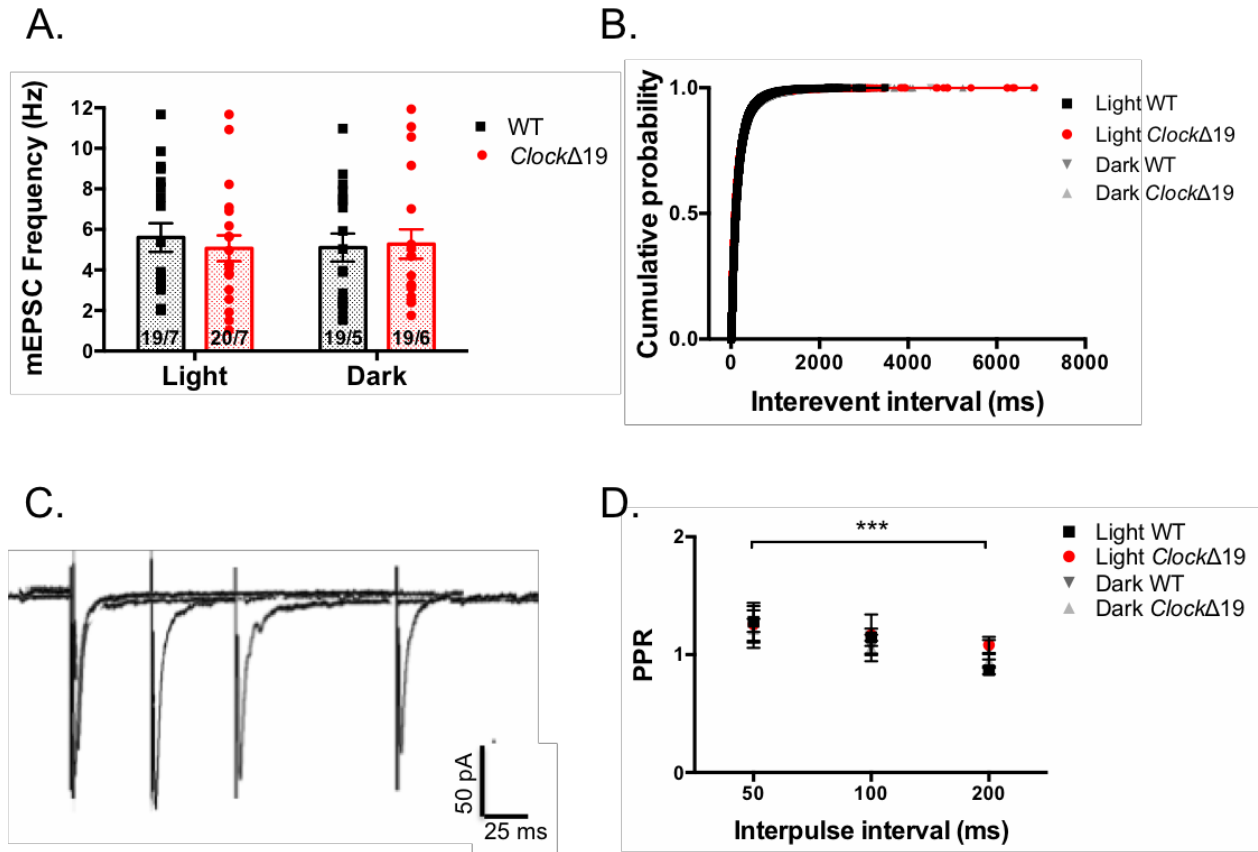 A.
mEPSC Frequency (Hz)
12
10
8
6
4
2
0
19/7
20/7
19/5
19/6
Light
Dark
WT
ClockΔ19
B.
Cumulative probability
1.0
0.5
0.0
0
2000
4000
6000
8000
Interevent interval (ms)
Light WT
Light ClockΔ19
Dark WT
Dark ClockΔ19
C.
50 pA
25 ms
D.
PPR
2
1
0
***
50
100
200
Interpulse interval (ms)
Light WT
Light ClockΔ19
Dark WT
Dark ClockΔ19